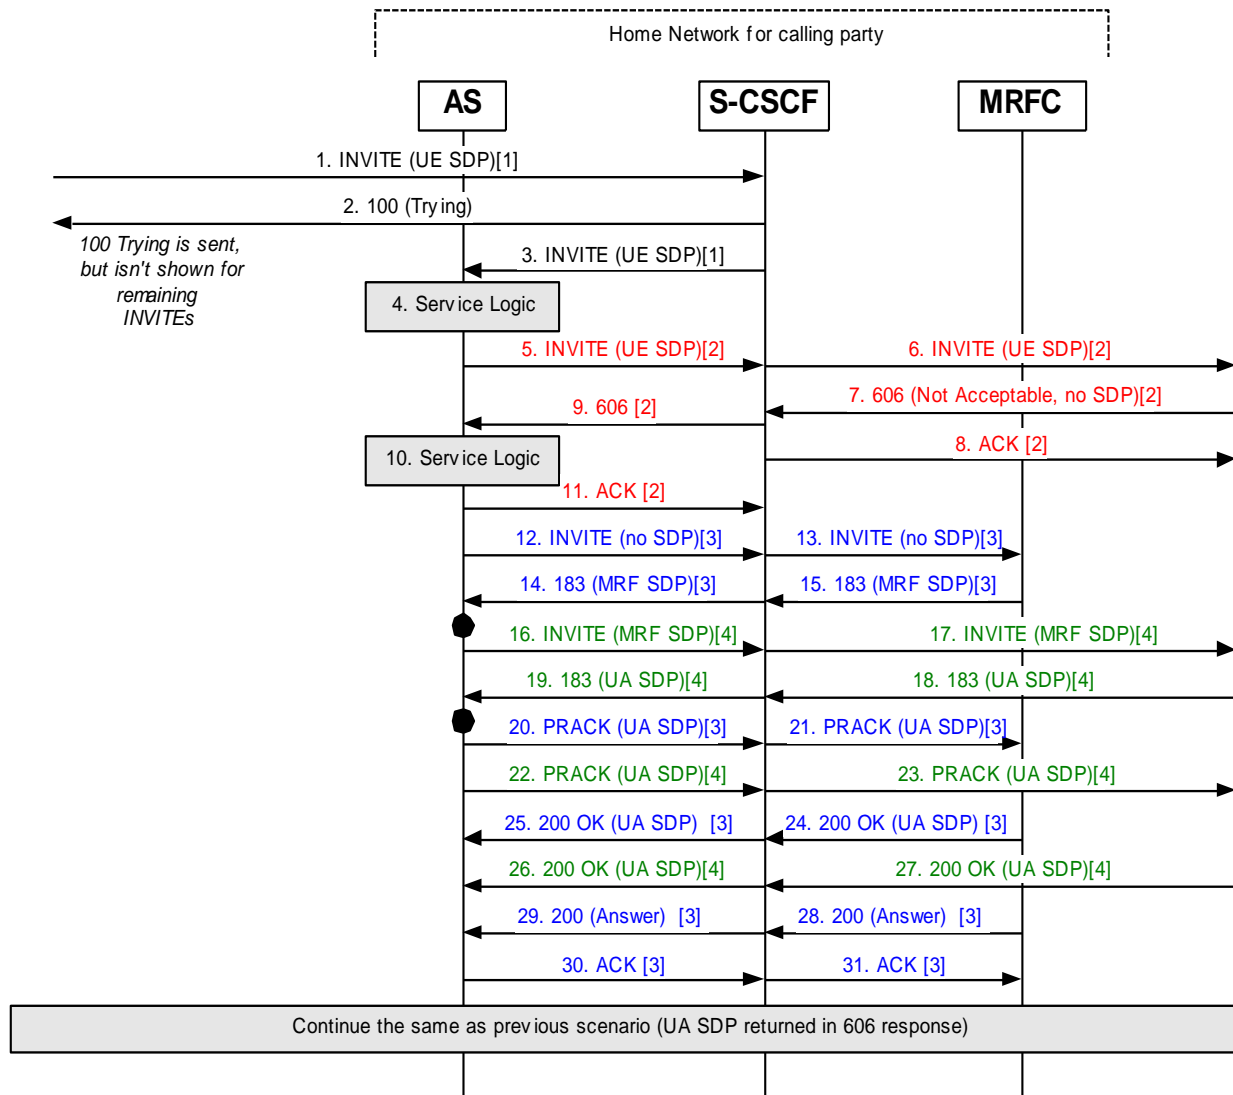 Home Network for calling party
AS
S-CSCF
MRFC
1. INVITE (UE SDP)[1]
2. 100 (Trying)
100 Trying is sent,
but isn't shown for
remaining
INVITEs
3. INVITE (UE SDP)[1]
4. Service Logic
5. INVITE (UE SDP)[2]
6. INVITE (UE SDP)[2]
7. 606 (Not Acceptable, no SDP)[2]
9. 606 [2]
8. ACK [2]
10. Service Logic
11. ACK [2]
12. INVITE (no SDP)[3]
13. INVITE (no SDP)[3]
14. 183 (MRF SDP)[3]
15. 183 (MRF SDP)[3]
16. INVITE (MRF SDP)[4]
17. INVITE (MRF SDP)[4]
19. 183 (UA SDP)[4]
18. 183 (UA SDP)[4]
20. PRACK (UA SDP)[3]
21. PRACK (UA SDP)[3]
22. PRACK (UA SDP)[4]
23. PRACK (UA SDP)[4]
25. 200 OK (UA SDP) [3]
24. 200 OK (UA SDP) [3]
26. 200 OK (UA SDP)[4]
27. 200 OK (UA SDP)[4]
29. 200 (Answer) [3]
28. 200 (Answer) [3]
30. ACK [3]
31. ACK [3]
Continue the same as previous scenario (UA SDP returned in 606 response)